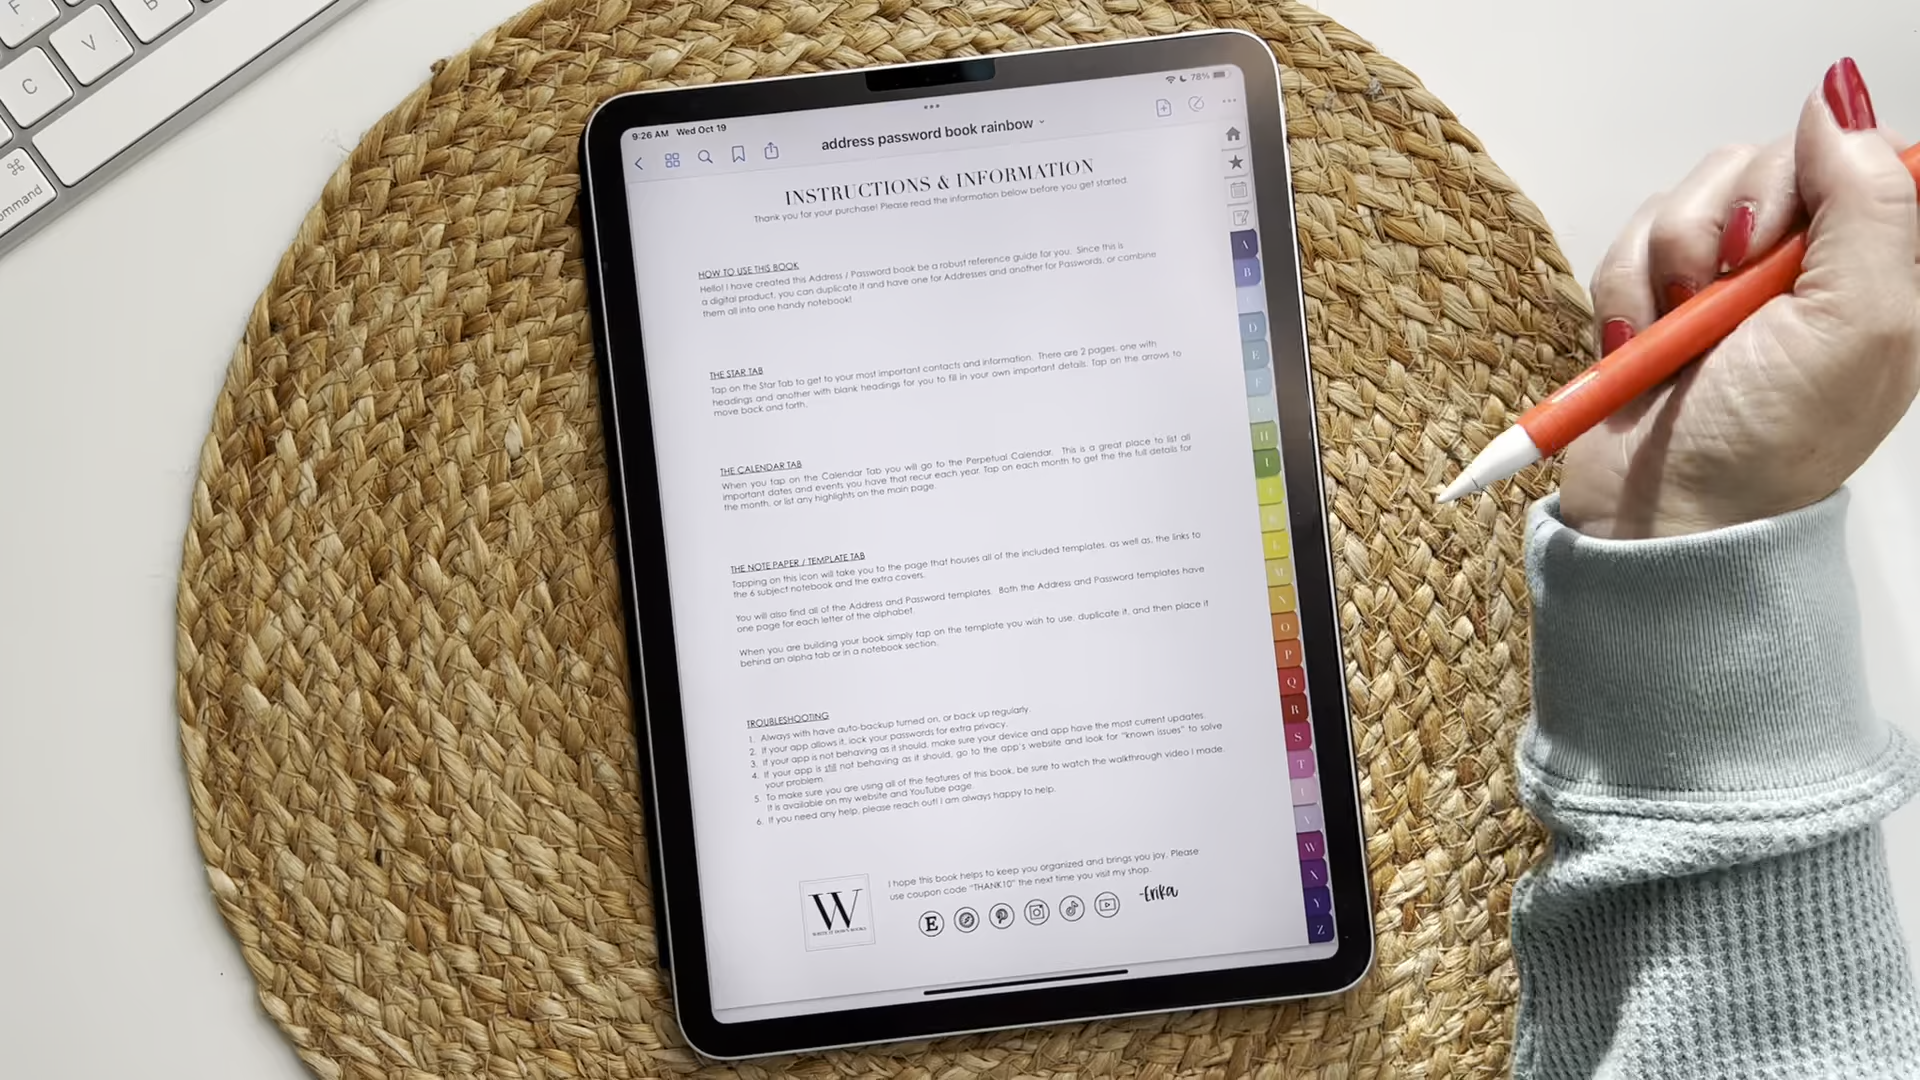 F
V
B
C
⌘
command
9:26 AM Wed Oct 19
78%
address password book rainbow
INSTRUCTIONS & INFORMATION
Thank you for your purchase! Please read the information below before you get started.
HOW TO USE THIS BOOK
Hello! I have created this Address / Password book be a robust reference guide for you. Since this is
a digital product, you can duplicate it and have one for Addresses and another for Passwords, or combine
them all into one handy notebook!
THE STAR TAB
Tap on the Star Tab to get to your most important contacts and information. There are 2 pages, one with
headings and another with blank headings for you to fill in your own important details. Tap on the arrows to
move back and forth.
THE CALENDAR TAB
When you tap on the Calendar Tab you will go to the Perpetual Calendar. This is a great place to list all
important dates and events you have that recur each year. Tap on each month to get the the full details for
the month, or list any highlights on the main page.
THE NOTE PAPER / TEMPLATE TAB
Tapping on this icon will take you to the page that houses all of the included templates, as well as, the links to
the 6 subject notebook and the extra covers.
You will also find all of the Address and Password templates. Both the Address and Password templates have
one page for each letter of the alphabet.
When you are building your book simply tap on the template you wish to use, duplicate it, and then place it
behind an alpha tab or in a notebook section.
TROUBLESHOOTING
1. Always with have auto-backup turned on, or back up regularly.
2. If your app allows it, lock your passwords for extra privacy.
3. If your app is not behaving as it should, make sure your device and app have the most current updates.
4. If your app is still not behaving as it should, go to the app's website and look for "known issues" to solve
your problem.
5. To make sure you are using all of the features of this book, be sure to watch the walkthrough video I made.
It is available on my website and YouTube page.
6. If you need any help, please reach out! I am always happy to help.
I hope this book helps to keep you organized and brings you joy. Please
use coupon code "THANK10" the next time you visit my shop.
-Erika
W
WRITE IT DOWN BOOKS
E
A
B
D
E
F
H
I
J
K
L
M
N
O
P
Q
R
S
T
V
W
X
Y
Z